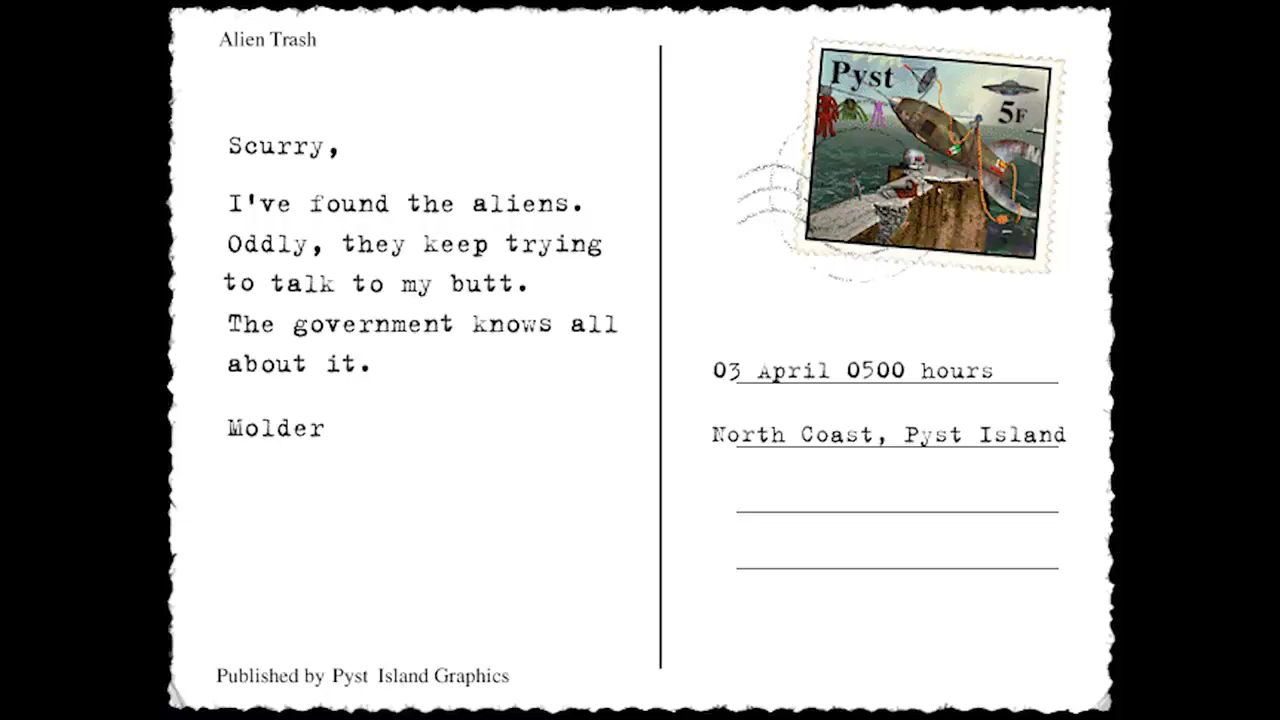 Alien Trash
Scurry,
I've found the aliens.
Oddly, they keep trying
to talk to my butt.
The government knows all
about it.
Molder
Published by Pyst Island Graphics
Pyst
5F
03 April 0500 hours
North Coast, Pyst Island